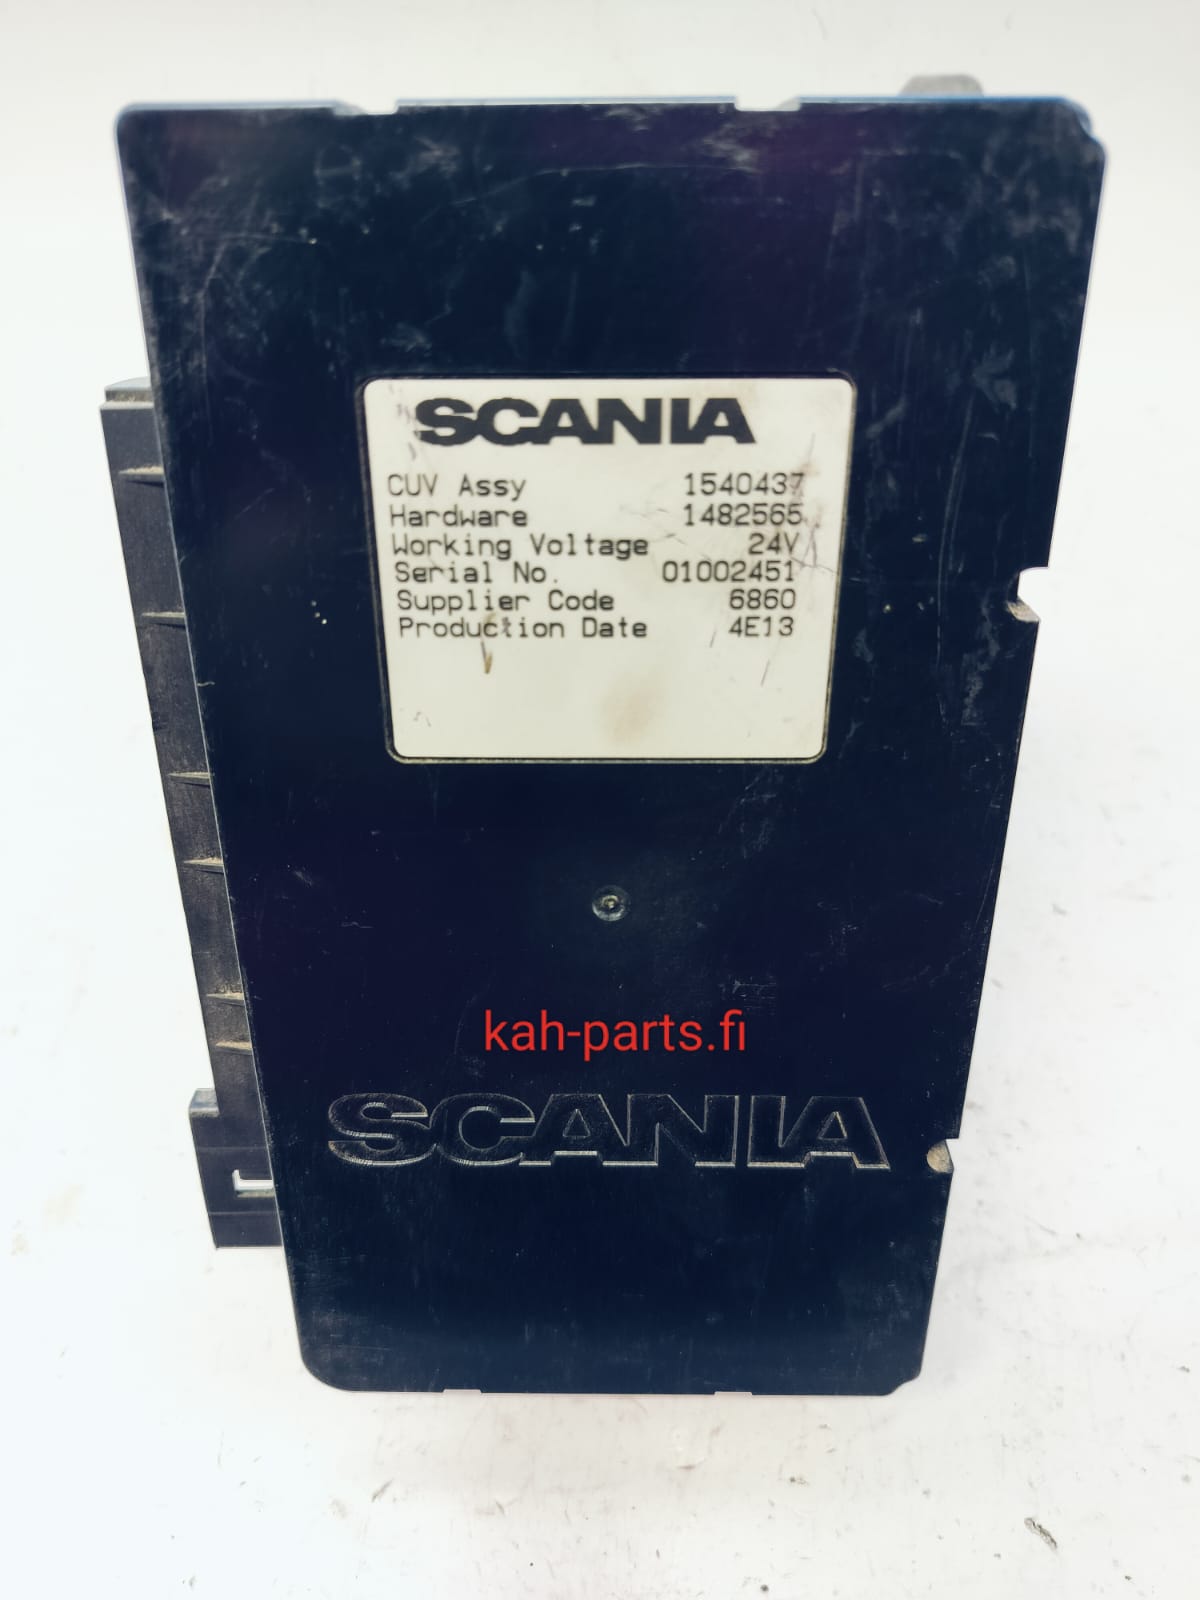 SCANIA
CUV Assy 1540437
Hardware 1482565
Working Voltage 24V
Serial No. 01002451
Supplier Code 6860
Production Date 4E13
kah-parts.fi
SCANIA